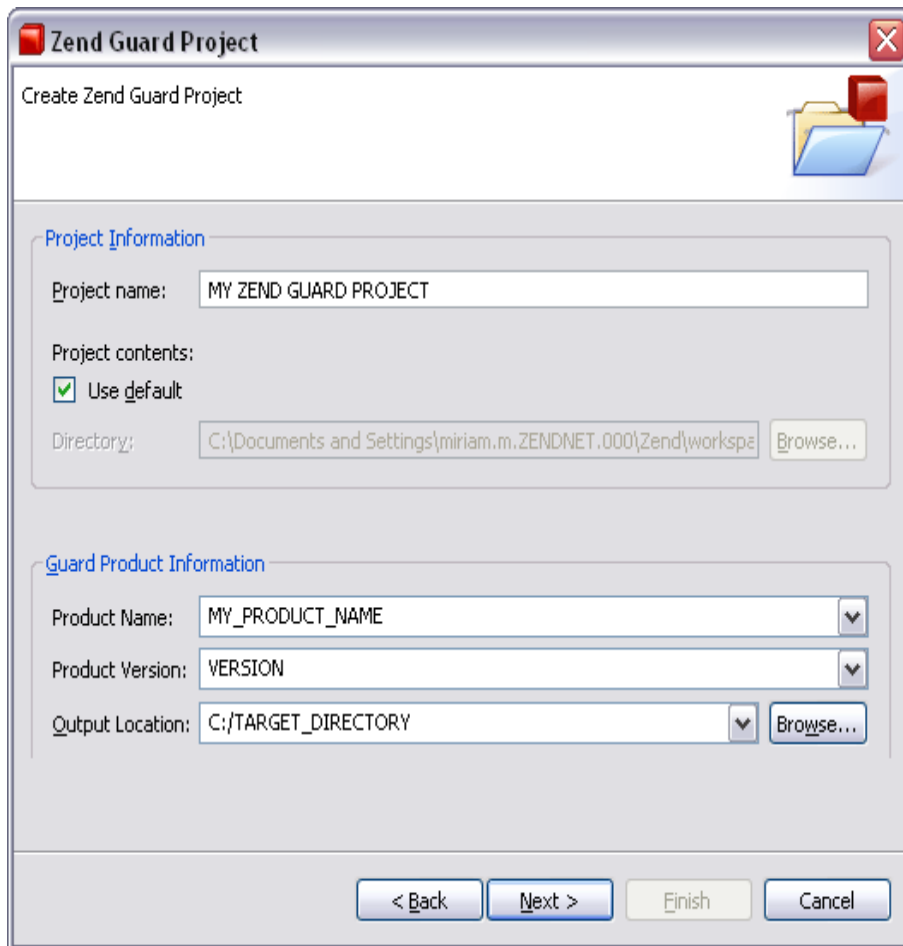 Zend Guard Project
Create Zend Guard Project
Project Information
Project name: MY ZEND GUARD PROJECT
Project contents:
Use default
Directory: C:\Documents and Settings\miriam.m.ZENDNET.000\Zend\workspa Browse...
Guard Product Information
Product Name: MY_PRODUCT_NAME
Product Version: VERSION
Output Location: C:/TARGET_DIRECTORY Browse...
< Back Next > Finish Cancel